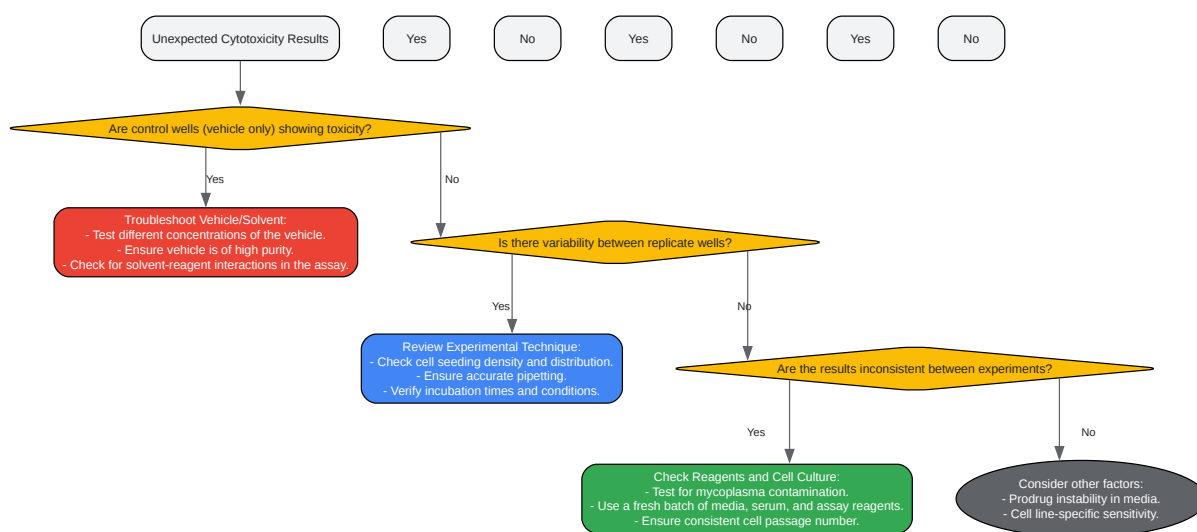 Unexpected Cytotoxicity Results
Yes
No
Yes
No
Yes
No
Are control wells (vehicle only) showing toxicity?
Yes
No
Troubleshoot Vehicle/Solvent:
- Test different concentrations of the vehicle.
- Ensure vehicle is of high purity.
- Check for solvent-reagent interactions in the assay.
Is there variability between replicate wells?
Yes
No
Review Experimental Technique:
- Check cell seeding density and distribution.
- Ensure accurate pipetting.
- Verify incubation times and conditions.
Are the results inconsistent between experiments?
Yes
No
Check Reagents and Cell Culture:
- Test for mycoplasma contamination.
- Use a fresh batch of media, serum, and assay reagents.
- Ensure consistent cell passage number.
Consider other factors:
- Prodrug instability in media.
- Cell line-specific sensitivity.